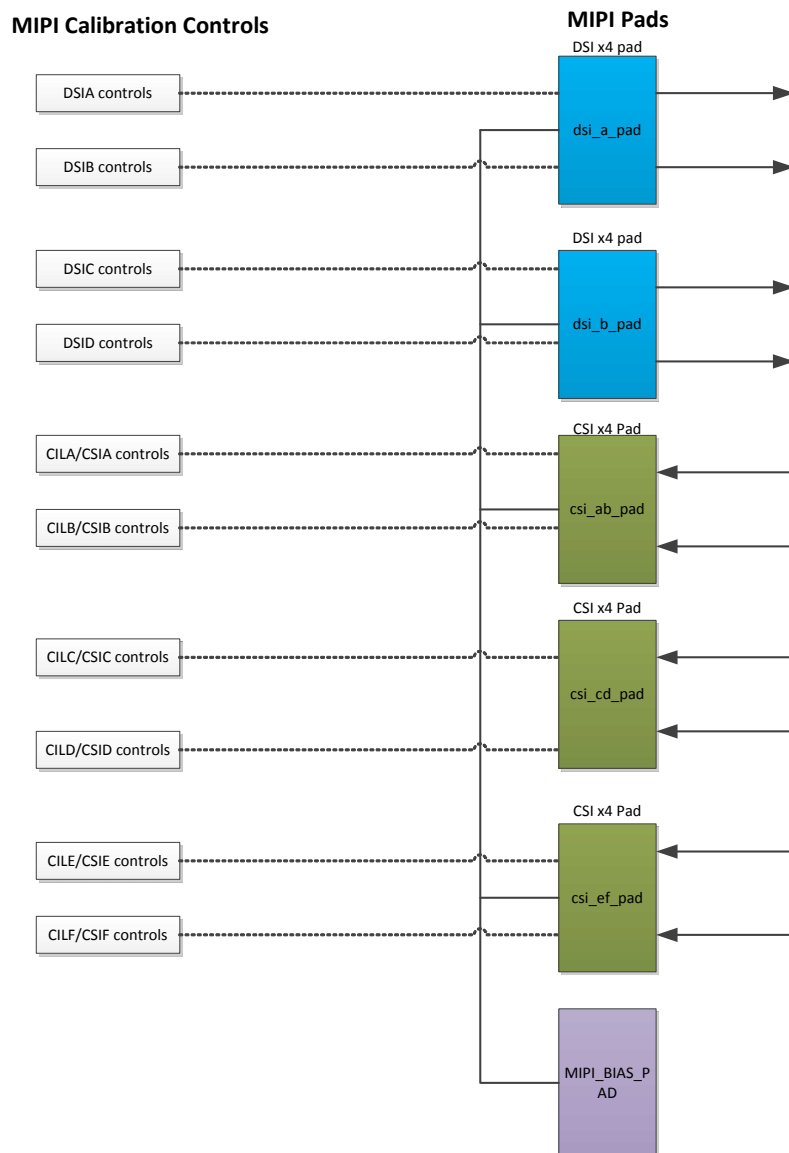 MIPI Calibration Controls
MIPI Pads
DSI x4 pad
DSIA controls
dsi_a_pad
DSIB controls
DSI x4 pad
DSIC controls
dsi_b_pad
DSID controls
CSI x4 Pad
CILA/CSIA controls
csi_ab_pad
CILB/CSIB controls
CSI x4 Pad
CILC/CSIC controls
csi_cd_pad
CILD/CSID controls
CSI x4 Pad
CILE/CSIE controls
csi_ef_pad
CILF/CSIF controls
MIPI_BIAS_P
AD